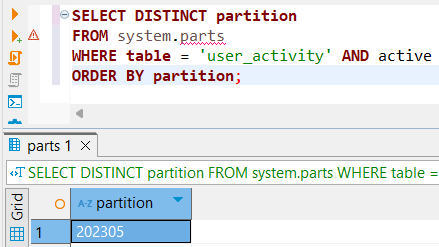 SELECT DISTINCT partition
FROM system.parts
WHERE table = 'user_activity' AND active
ORDER BY partition;
parts 1
SELECT DISTINCT partition FROM system.parts WHERE table =
Grid
A-Z partition
1 202305